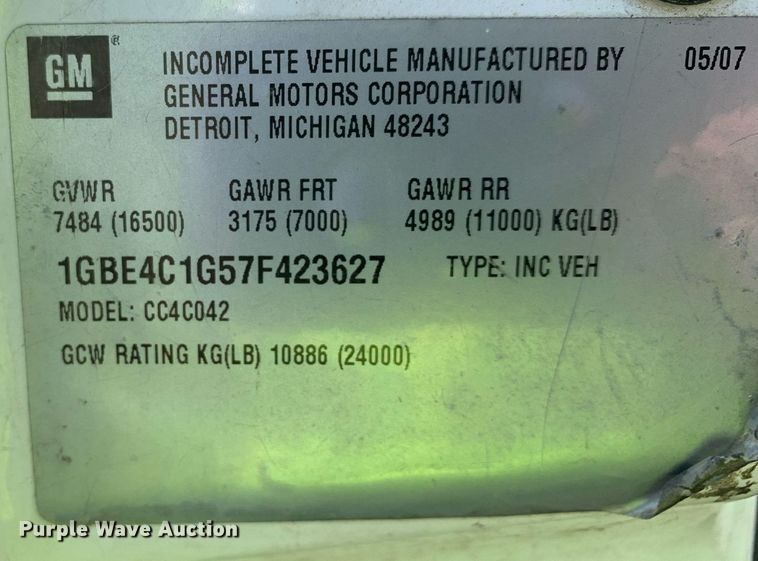 GM®
INCOMPLETE VEHICLE MANUFACTURED BY 05/07
GENERAL MOTORS CORPORATION
DETROIT, MICHIGAN 48243
GVWR GAWR FRT GAWR RR
7484 (16500) 3175 (7000) 4989 (11000) KG(LB)
1GBE4C1G57F423627 TYPE: INC VEH
MODEL: CC4C042
GCW RATING KG(LB) 10886 (24000)
Purple Wave Auction